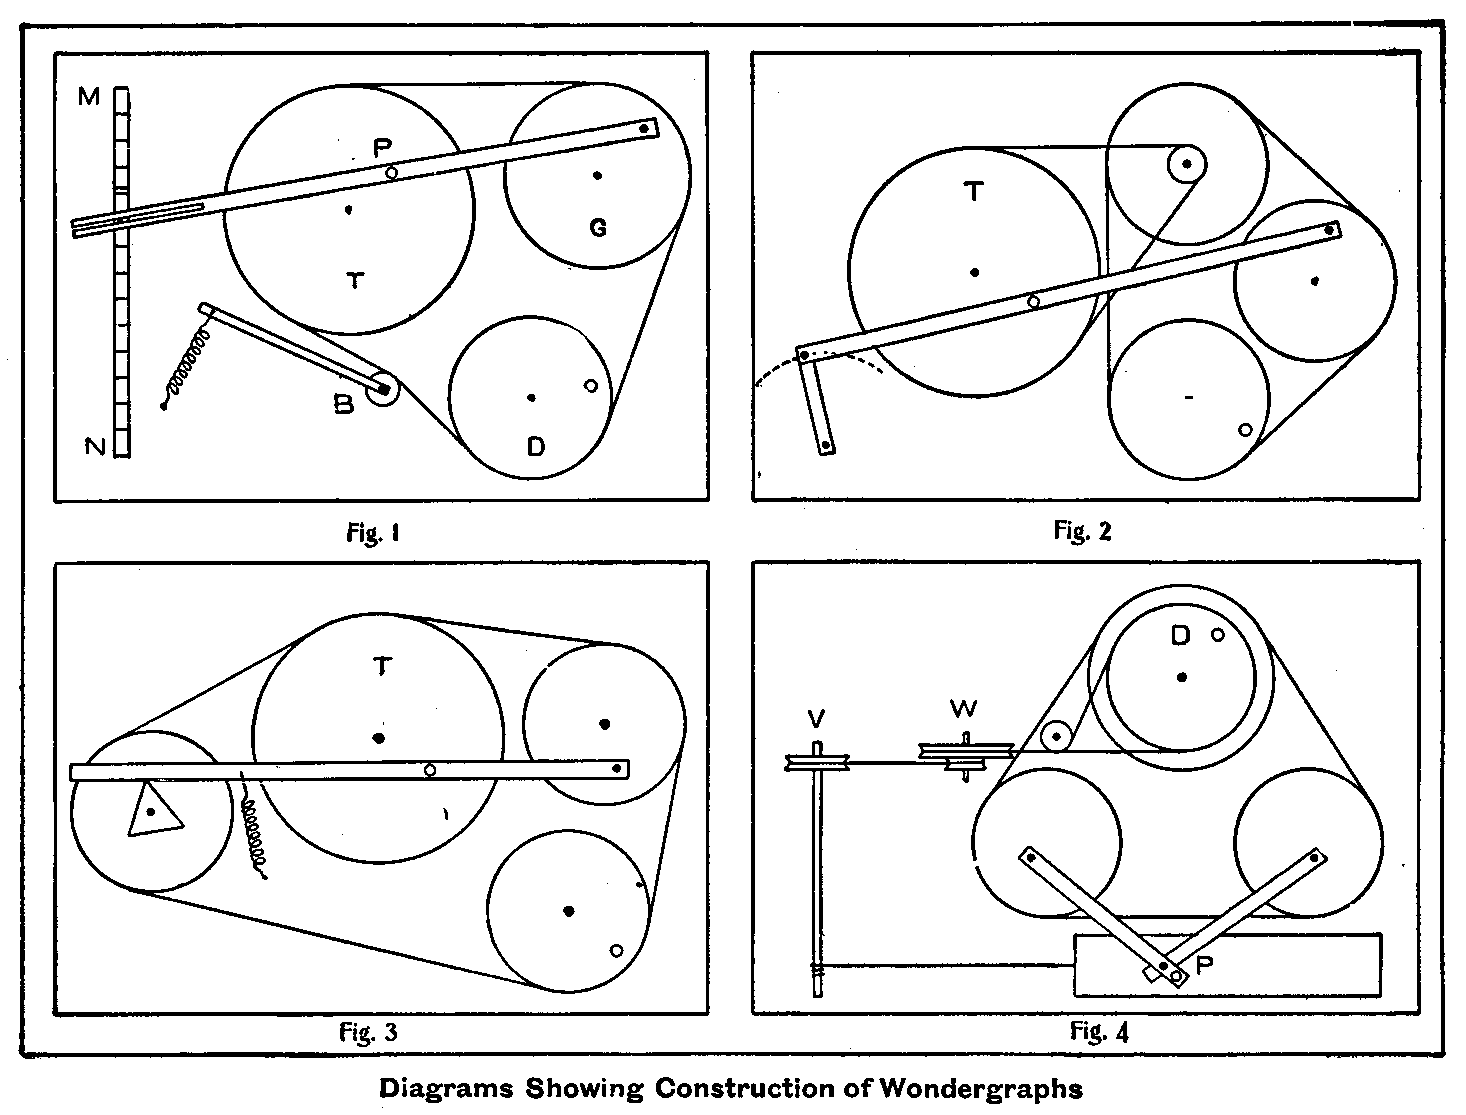 M
P
G
T
B
N
D
Fig. 1
T
Fig. 2
T
Fig. 3
D
V
W
P
Fig. 4
Diagrams Showing Construction of Wondergraphs